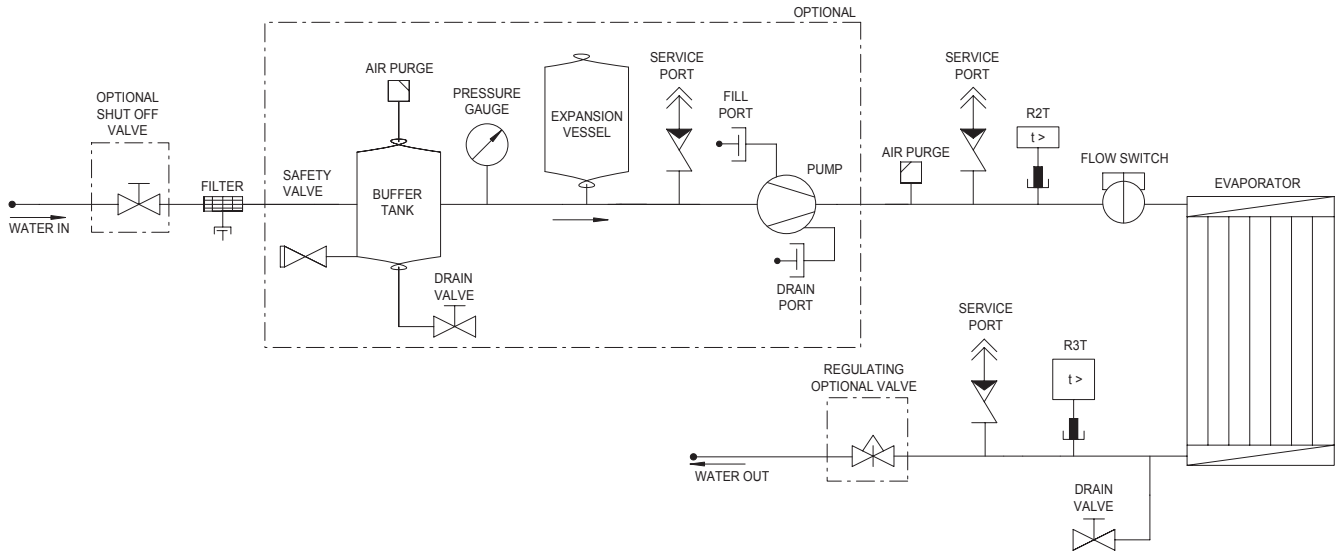 OPTIONAL
OPTIONAL
SHUT OFF
VALVE
WATER IN
FILTER
SAFETY
VALVE
AIR PURGE
BUFFER
TANK
DRAIN
VALVE
PRESSURE
GAUGE
EXPANSION
VESSEL
SERVICE
PORT
FILL
PORT
PUMP
DRAIN
PORT
AIR PURGE
SERVICE
PORT
R2T
t >
FLOW SWITCH
EVAPORATOR
SERVICE
PORT
R3T
t >
REGULATING
OPTIONAL VALVE
WATER OUT
DRAIN
VALVE